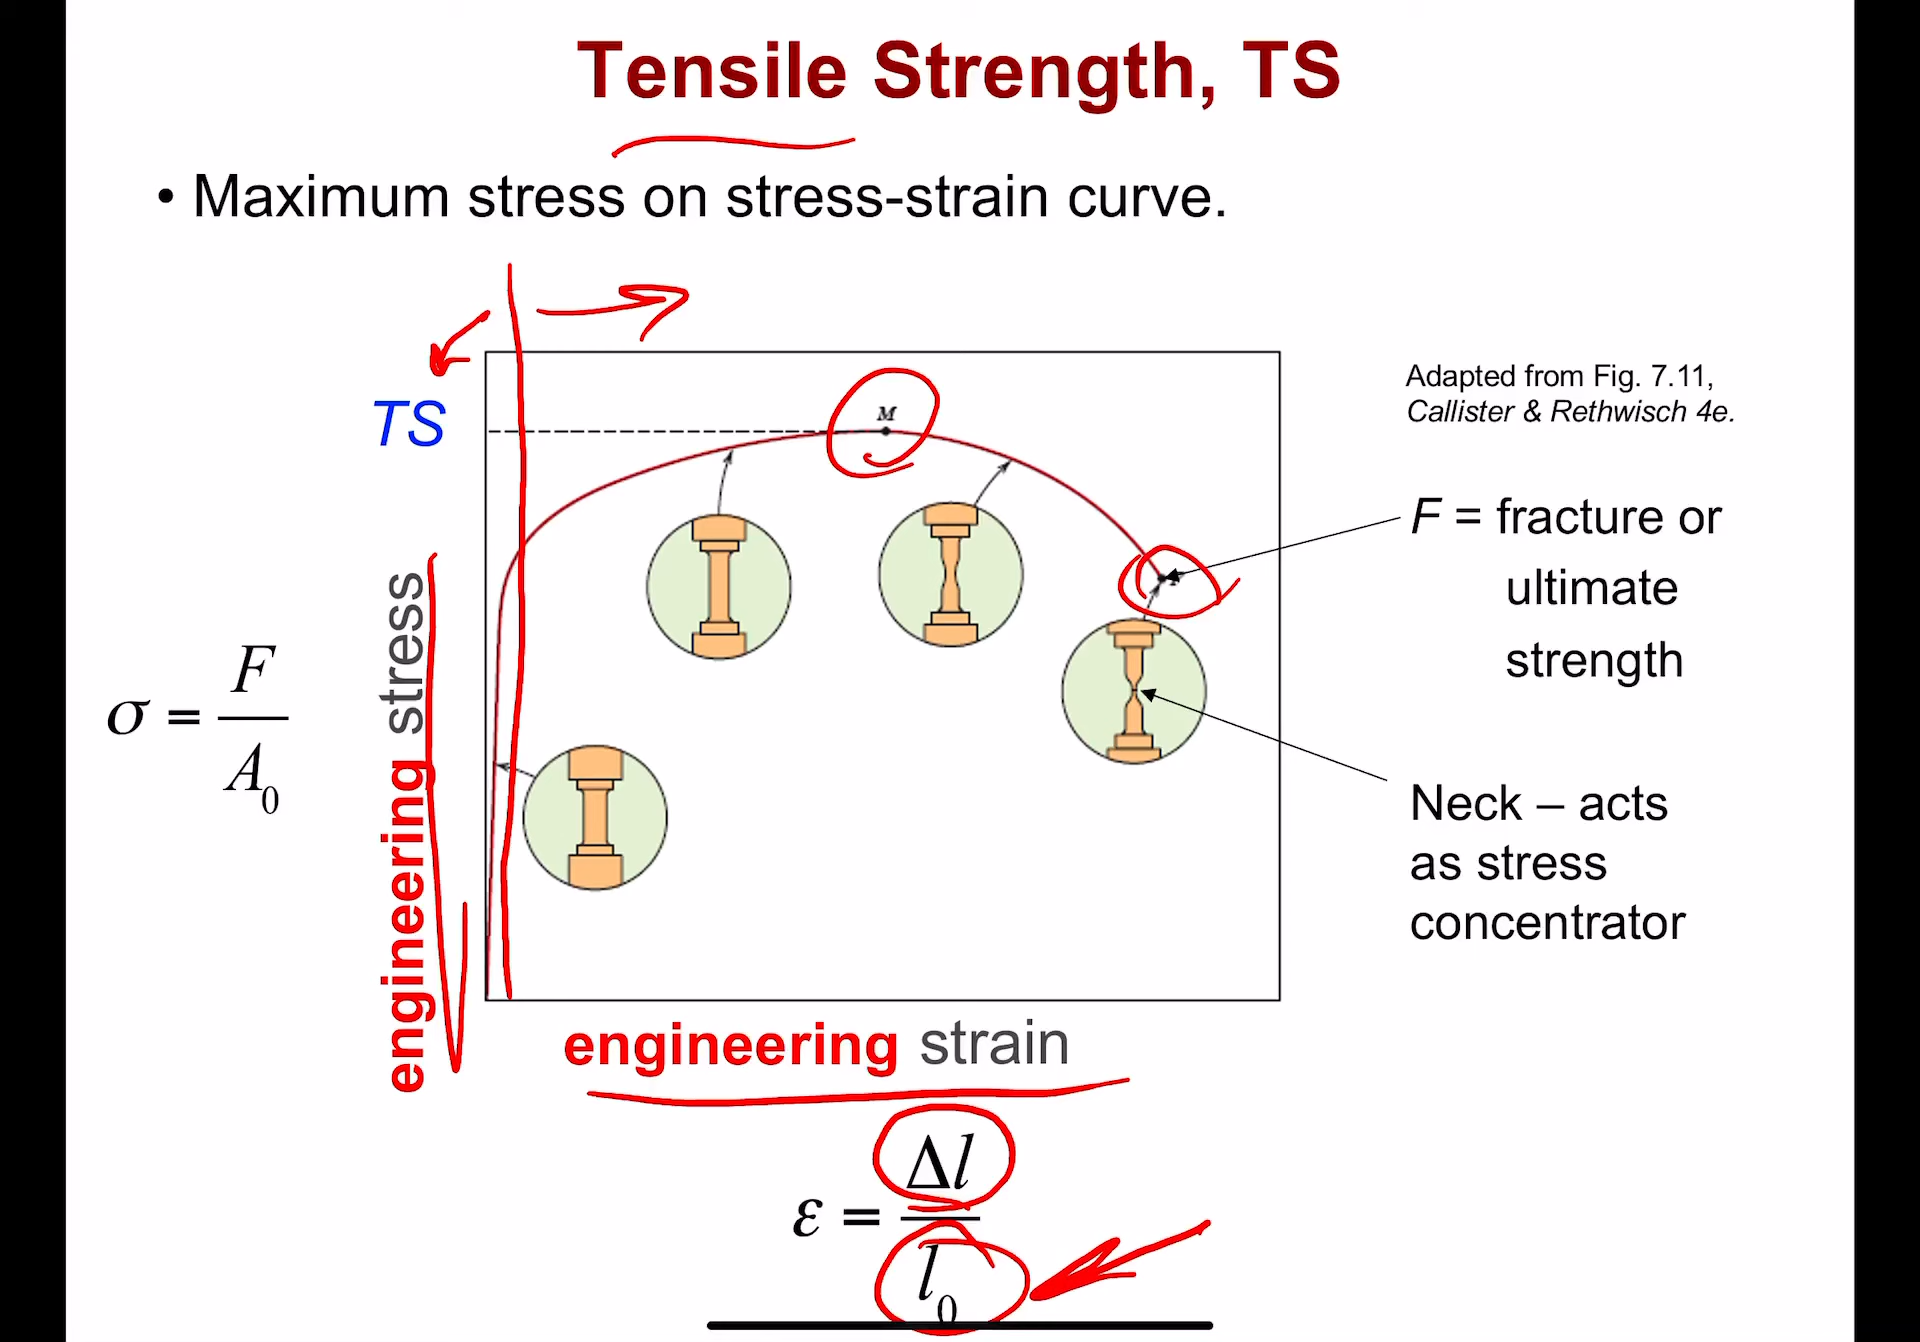 Tensile Strength, TS
• Maximum stress on stress-strain curve.
TS
M
Adapted from Fig. 7.11,
Callister & Rethwisch 4e.
F = fracture or
ultimate
strength
σ = F / A₀
engineering stress
Neck – acts
as stress
concentrator
engineering strain
ε = Δl / l₀